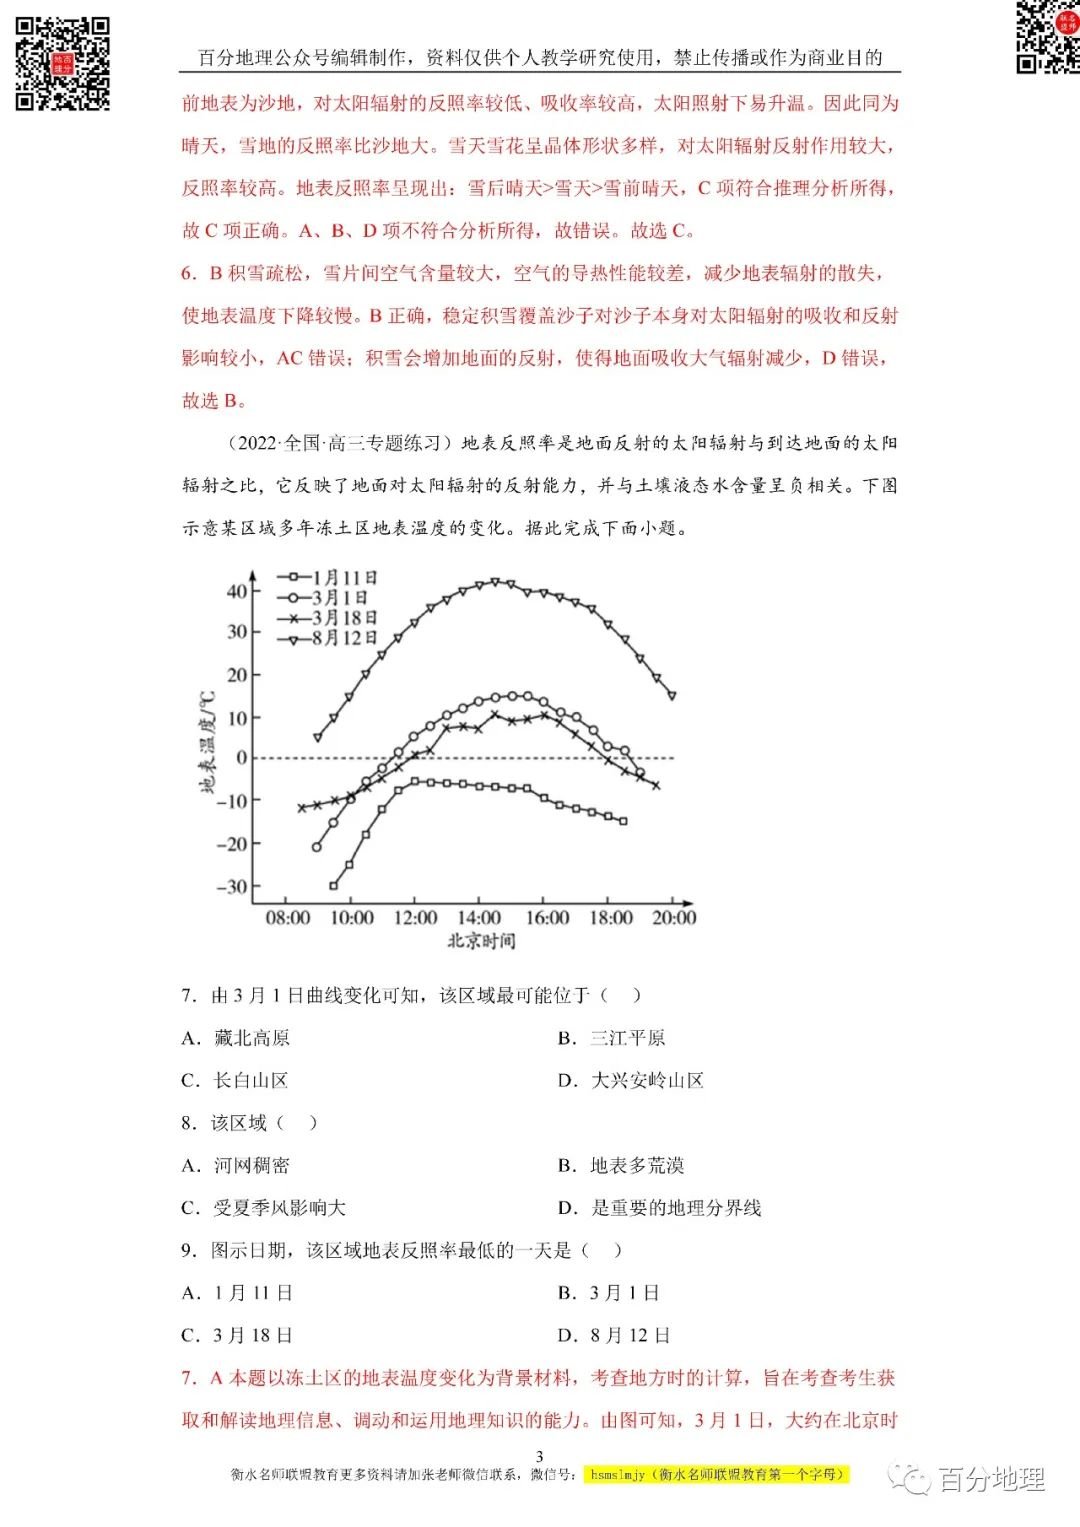 百分地理公众号编辑制作，资料仅供个人教学研究使用，禁止传播或作为商业目的
前地表为沙地，对太阳辐射的反照率较低、吸收率较高，太阳照射下易升温。因此同为
晴天，雪地的反照率比沙地大。雪天雪花呈晶体形状多样，对太阳辐射反射作用较大，
反照率较高。地表反照率呈现出：雪后晴天>雪天>雪前晴天，C 项符合推理分析所得，
故 C 项正确。A、B、D 项不符合分析所得，故错误。故选 C。
6．B 积雪疏松，雪片间空气含量较大，空气的导热性能较差，减少地表辐射的散失，
使地表温度下降较慢。B 正确，稳定积雪覆盖沙子对沙子本身对太阳辐射的吸收和反射
影响较小，AC 错误；积雪会增加地面的反射，使得地面吸收大气辐射减少，D 错误，
故选 B。
（2022·全国·高三专题练习）地表反照率是地面反射的太阳辐射与到达地面的太阳
辐射之比，它反映了地面对太阳辐射的反射能力，并与土壤液态水含量呈负相关。下图
示意某区域多年冻土区地表温度的变化。据此完成下面小题。
1月11日
3月1日
3月18日
8月12日
地表温度/℃
40
30
20
10
0
-10
-20
-30
08:00 10:00 12:00 14:00 16:00 18:00 20:00
北京时间
7．由 3 月 1 日曲线变化可知，该区域最可能位于（ ）
A．藏北高原 B．三江平原
C．长白山区 D．大兴安岭山区
8．该区域（ ）
A．河网稠密 B．地表多荒漠
C．受夏季风影响大 D．是重要的地理分界线
9．图示日期，该区域地表反照率最低的一天是（ ）
A．1 月 11 日 B．3 月 1 日
C．3 月 18 日 D．8 月 12 日
7．A 本题以冻土区的地表温度变化为背景材料，考查地方时的计算，旨在考查考生获
取和解读地理信息、调动和运用地理知识的能力。由图可知，3 月 1 日，大约在北京时
3
衡水名师联盟教育更多资料请加张老师微信联系，微信号： hsmslmjy（衡水名师联盟教育第一个字母）
百分地理